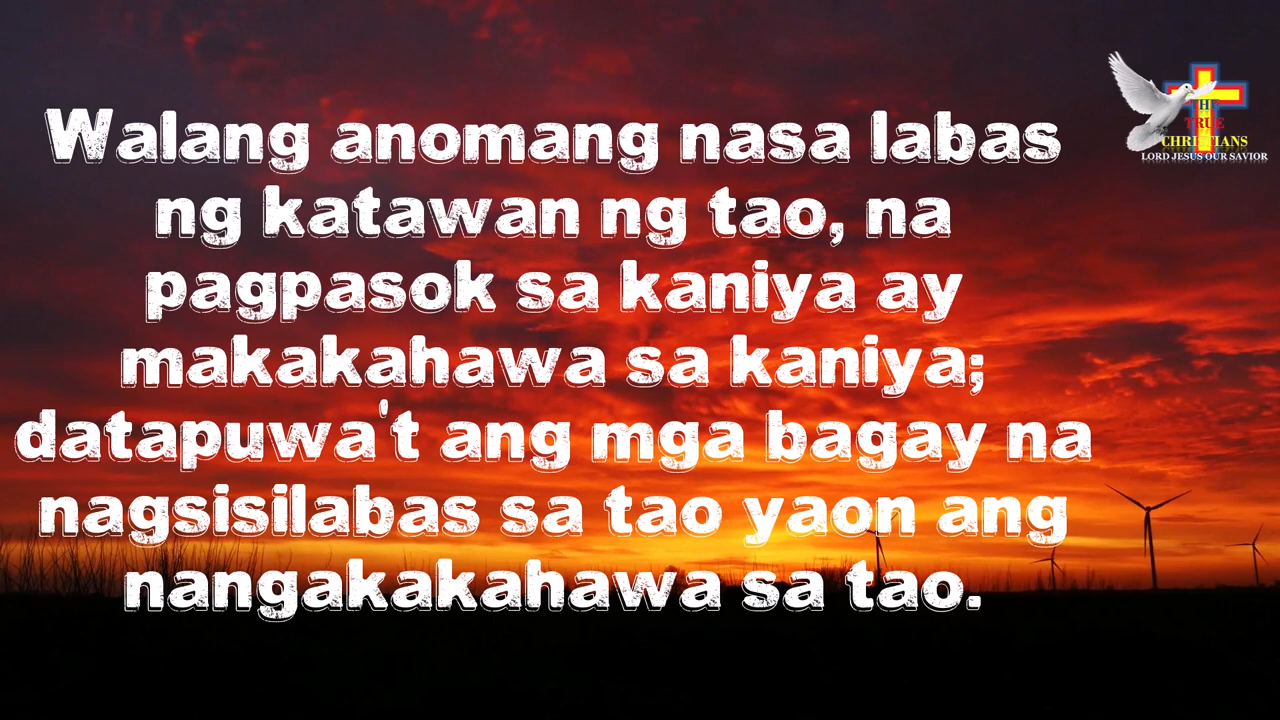 Walang anomang nasa labas
ng katawan ng tao, na
pagpasok sa kaniya ay
makakahawa sa kaniya;
datapuwa't ang mga bagay na
nagsisilabas sa tao yaon ang
nangakakahawa sa tao.
THE
TRUE
CHRISTIANS
LORD JESUS OUR SAVIOR